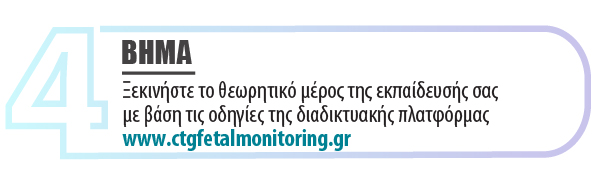 4
ΒΗΜΑ
Ξεκινήστε το θεωρητικό μέρος της εκπαίδευσής σας
με βάση τις οδηγίες της διαδικτυακής πλατφόρμας
www.ctgfetalmonitoring.gr